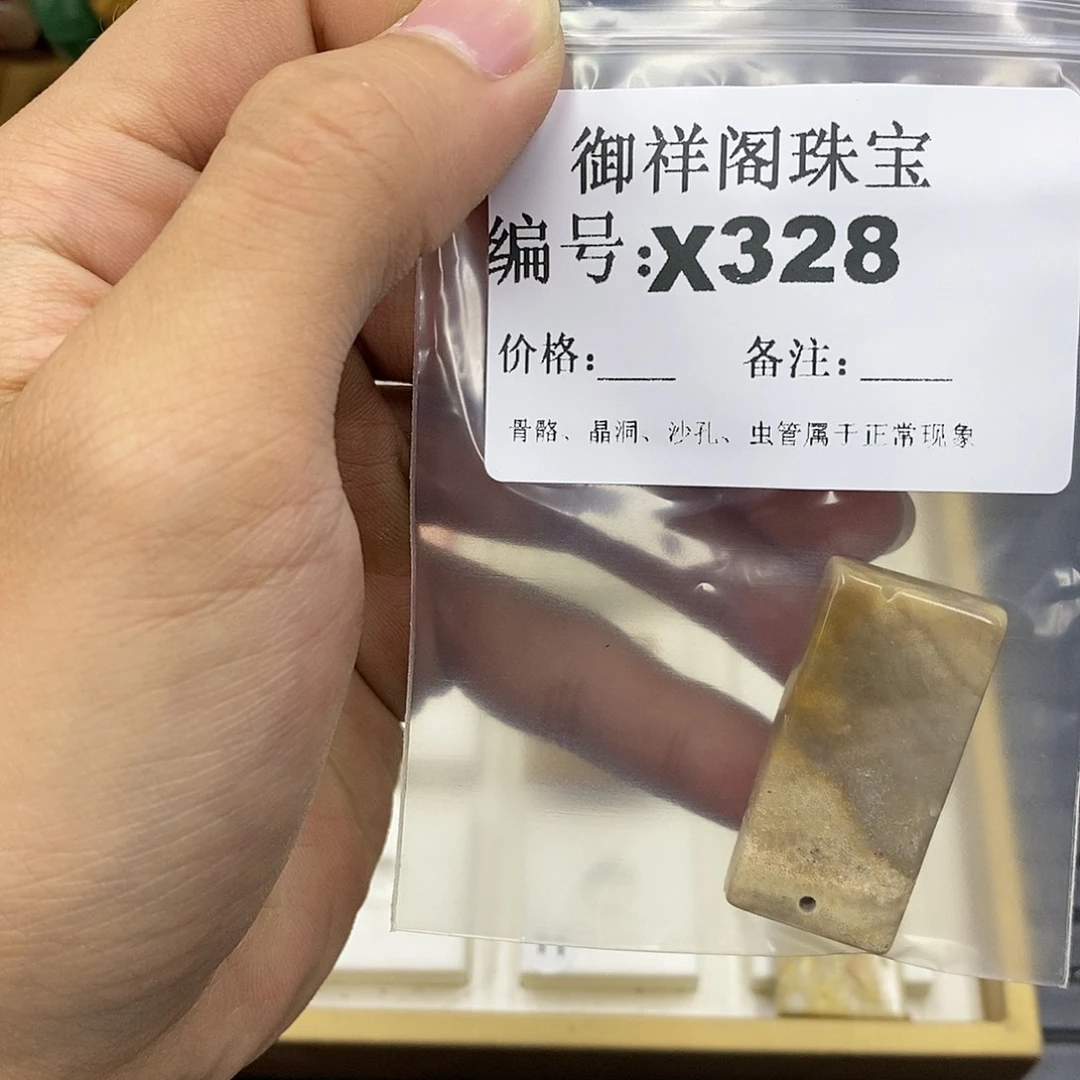 御祥阁珠宝
编号:X328
价格:___ 备注:____
骨骼、晶洞、沙孔、虫管属于正常现象